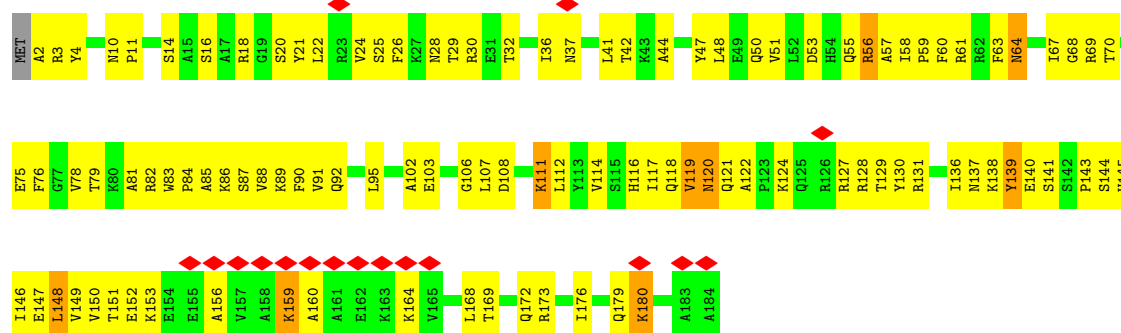 MET A2 R3 Y4 N10 P11 S14 A15 S16 A17 R18 G19 S20 Y21 L22 R23 V24 S25 F26 K27 N28 T29 R30 E31 T32 I36 N37 L41 T42 K43 A44 Y47 L48 E49 Q50 V51 L52 D53 H54 Q55 R56 A57 I58 P59 F60 R61 R62 F63 N64 I67 G68 R69 T70
E75 F76 G77 V78 T79 K80 A81 R82 W83 P84 A85 K86 S87 V88 K89 F90 V91 Q92 L95 A102 E103 G106 L107 D108 K111 L112 Y113 V114 S115 H116 I117 Q118 V119 N120 Q121 A122 P123 K124 Q125 R126 R127 R128 T129 Y130 R131 I136 N137 K138 Y139 E140 S141 S142 P143 S144
I146 E147 L148 V149 V150 T151 E152 K153 E154 E155 A156 V157 A158 K159 A160 A161 E162 K163 K164 V165 L168 T169 Q172 R173 I176 Q179 K180 A183 A184